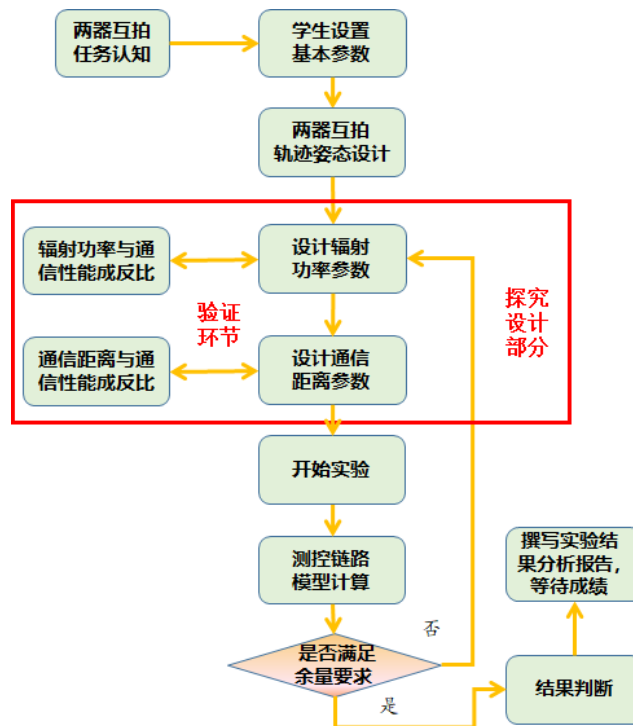 两器互拍
任务认知
学生设置
基本参数
两器互拍
轨迹姿态设计
辐射功率与通
信性能成反比
设计辐射
功率参数
验证
环节
探究
设计
部分
通信距离与通
信性能成反比
设计通信
距离参数
开始实验
测控链路
模型计算
是否满足
余量要求
否
是
结果判断
撰写实验结
果分析报告,
等待成绩